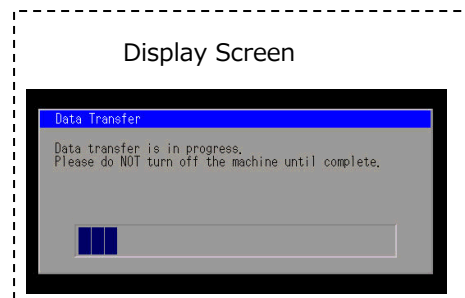 Display Screen
Data Transfer
Data transfer is in progress.
Please do NOT turn off the machine until complete.